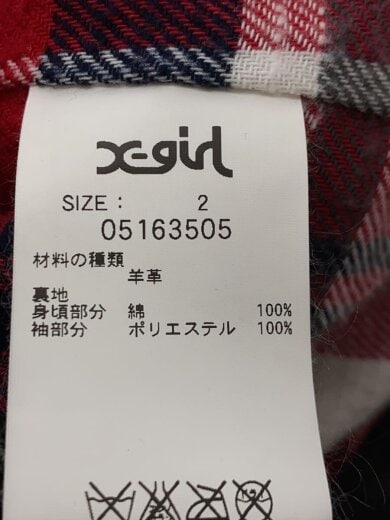 X-girl
SIZE : 2
05163505
材料の種類
羊革
裏地
身頃部分 綿 100%
袖部分 ポリエステル 100%